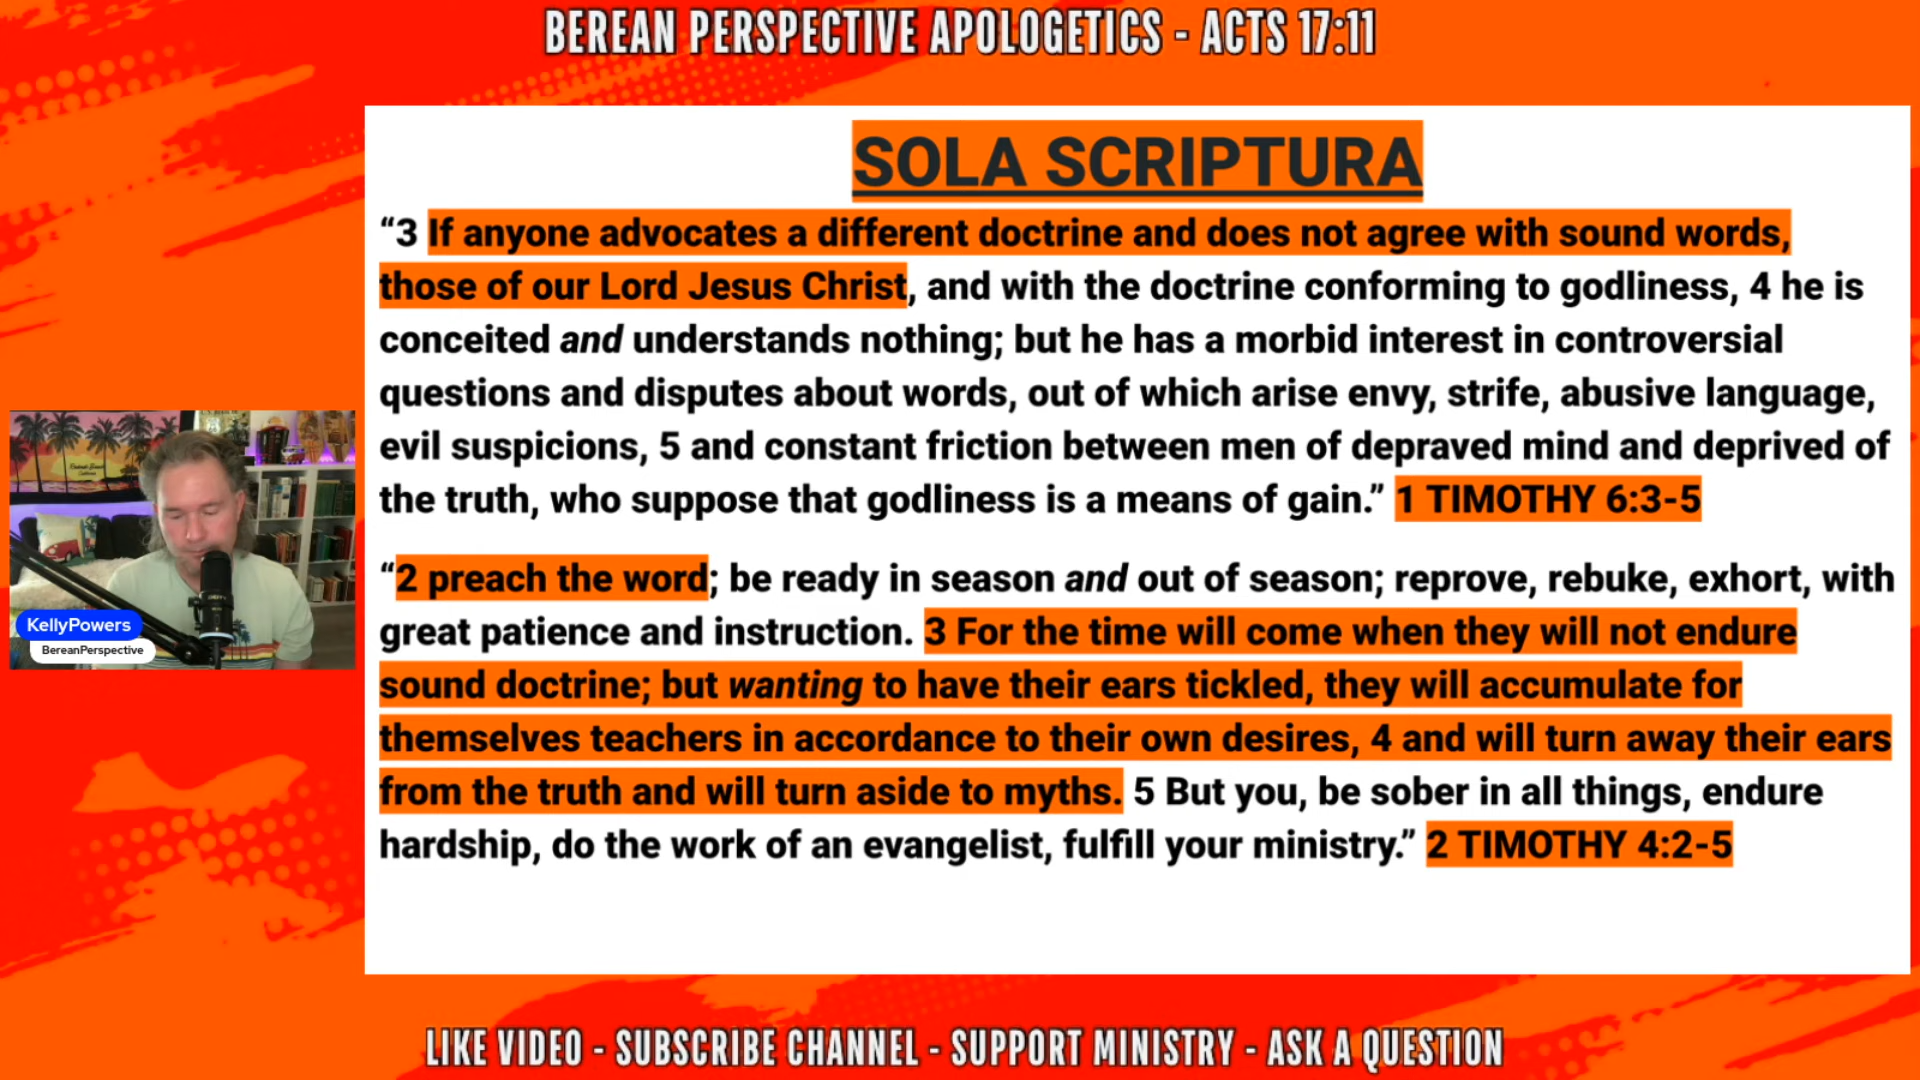 BEREAN PERSPECTIVE APOLOGETICS - ACTS 17:11
SOLA SCRIPTURA
“3 If anyone advocates a different doctrine and does not agree with sound words,
those of our Lord Jesus Christ, and with the doctrine conforming to godliness, 4 he is
conceited and understands nothing; but he has a morbid interest in controversial
questions and disputes about words, out of which arise envy, strife, abusive language,
evil suspicions, 5 and constant friction between men of depraved mind and deprived of
the truth, who suppose that godliness is a means of gain.” 1 TIMOTHY 6:3-5
“2 preach the word; be ready in season and out of season; reprove, rebuke, exhort, with
great patience and instruction. 3 For the time will come when they will not endure
sound doctrine; but wanting to have their ears tickled, they will accumulate for
themselves teachers in accordance to their own desires, 4 and will turn away their ears
from the truth and will turn aside to myths. 5 But you, be sober in all things, endure
hardship, do the work of an evangelist, fulfill your ministry.” 2 TIMOTHY 4:2-5
KellyPowers
BereanPerspective
LIKE VIDEO - SUBSCRIBE CHANNEL - SUPPORT MINISTRY - ASK A QUESTION